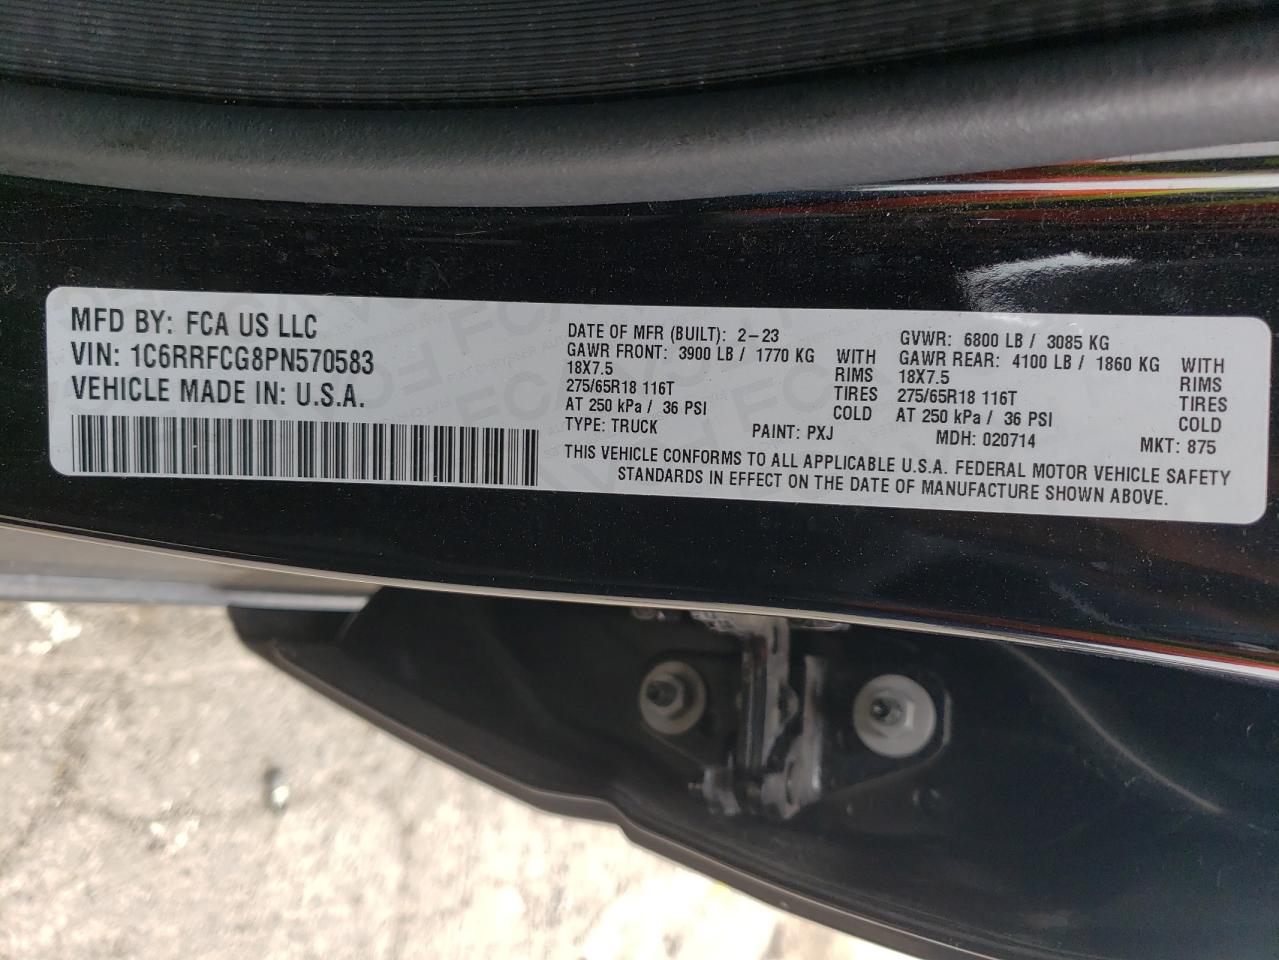 MFD BY: FCA US LLC
VIN: 1C6RRFCG8PN570583
VEHICLE MADE IN: U.S.A.
DATE OF MFR (BUILT): 2-23
GAWR FRONT: 3900 LB / 1770 KG WITH
18X7.5 RIMS
275/65R18 116T TIRES
AT 250 kPa / 36 PSI COLD
GVWR: 6800 LB / 3085 KG
GAWR REAR: 4100 LB / 1860 KG WITH
18X7.5 RIMS
275/65R18 116T TIRES
AT 250 kPa / 36 PSI COLD
TYPE: TRUCK PAINT: PXJ MDH: 020714 MKT: 875
THIS VEHICLE CONFORMS TO ALL APPLICABLE U.S.A. FEDERAL MOTOR VEHICLE SAFETY
STANDARDS IN EFFECT ON THE DATE OF MANUFACTURE SHOWN ABOVE.